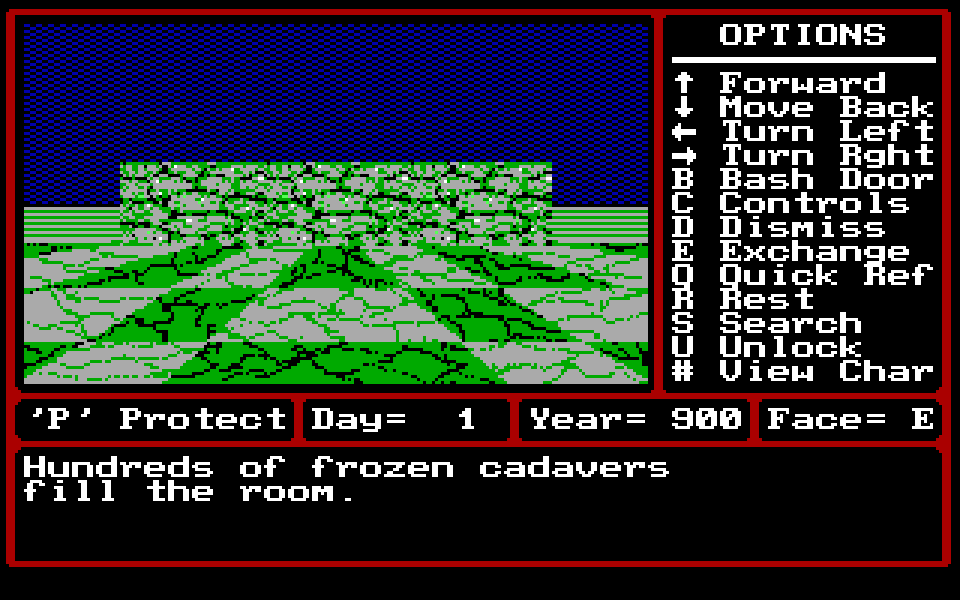 OPTIONS
↑ Forward
↓ Move Back
← Turn Left
→ Turn Rght
B Bash Door
C Controls
D Dismiss
E Exchange
Q Quick Ref
R Rest
S Search
U Unlock
# View Char
'P' Protect Day= 1 Year= 900 Face= E
Hundreds of frozen cadavers
fill the room.